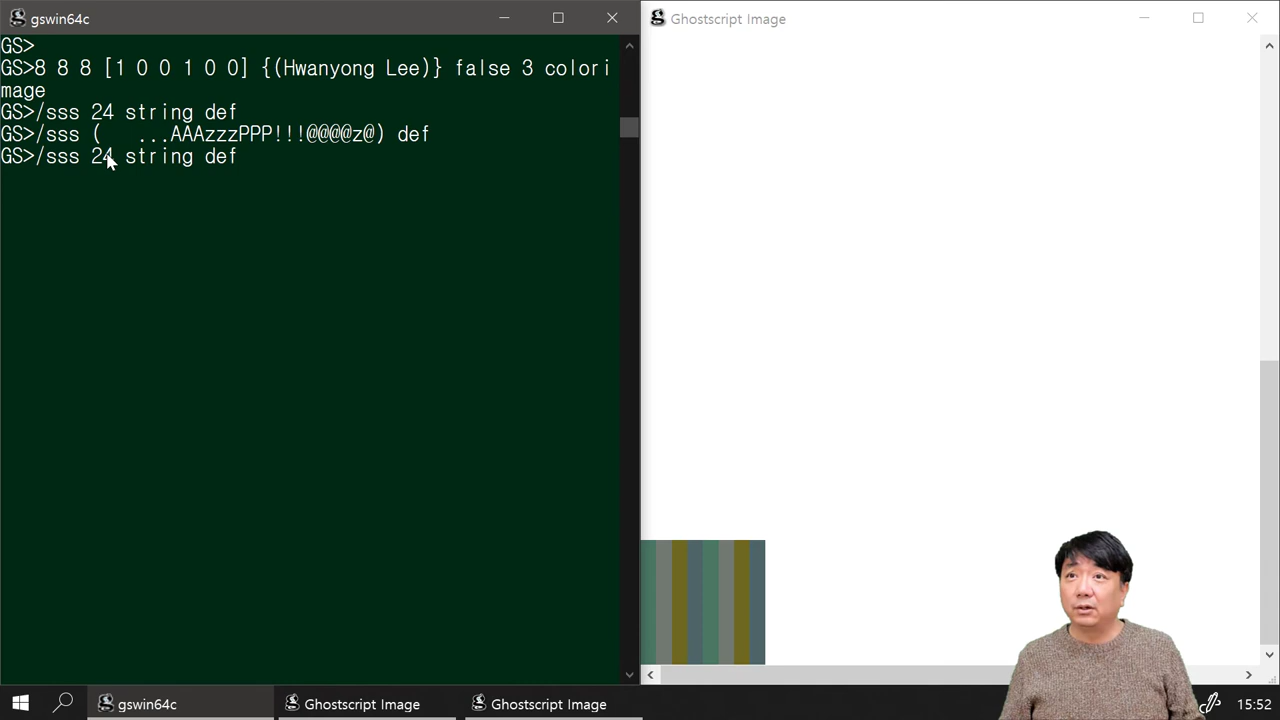 gswin64c
GS>
GS>8 8 8 [1 0 0 1 0 0] {(Hwanyong Lee)} false 3 colori
mage
GS>/sss 24 string def
GS>/sss (   ...AAAzzzPPP!!!@@@@z@) def
GS>/sss 24 string def
Ghostscript Image
gswin64c
Ghostscript Image
Ghostscript Image
15:52